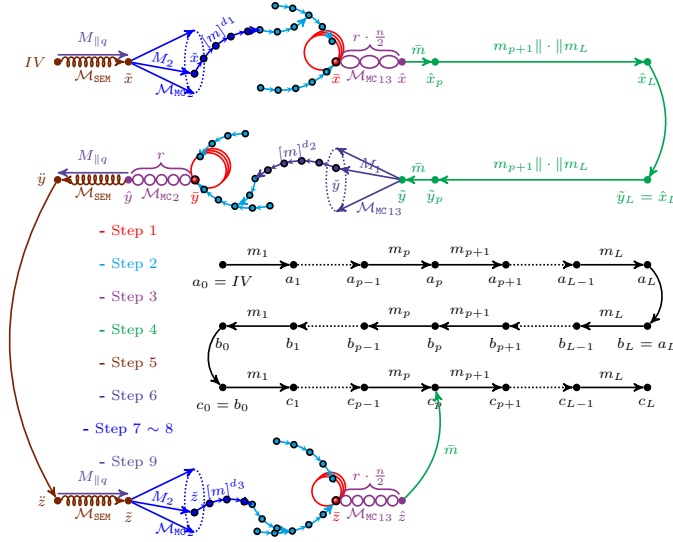 M_{∥q} [m]^{d_1} r · n/2
IV M_2 ẍ m̄ m_{p+1}∥ · ∥m_L
𝓜_SEM x̃ 𝓜_MC2 x̄ 𝓜_MC13 x̂ x̂_p x̂_L
M_{∥q} r [m]^{d_2} M_1 m̄ m_{p+1}∥ · ∥m_L
ÿ
𝓜_SEM ŷ 𝓜_MC2 ȳ 𝓜_MC13 ỹ ỹ_p ỹ_L = x̂_L
- Step 1
- Step 2
- Step 3
- Step 4
- Step 5
- Step 6
- Step 7 ~ 8
- Step 9
m_1 m_p m_{p+1} m_L
a_0 = IV a_1 a_{p−1} a_p a_{p+1} a_{L−1} a_L
m_1 m_p m_{p+1} m_L
b_0 b_1 b_{p−1} b_p b_{p+1} b_{L−1} b_L = a_L
m_1 m_p m_{p+1} m_L
c_0 = b_0 c_1 c_{p−1} c_p c_{p+1} c_{L−1} c_L
m̄
M_{∥q} M_2 [m]^{d_3} r · n/2
z̈ 𝓜_SEM z̃ 𝓜_MC2 z̄ 𝓜_MC13 ẑ